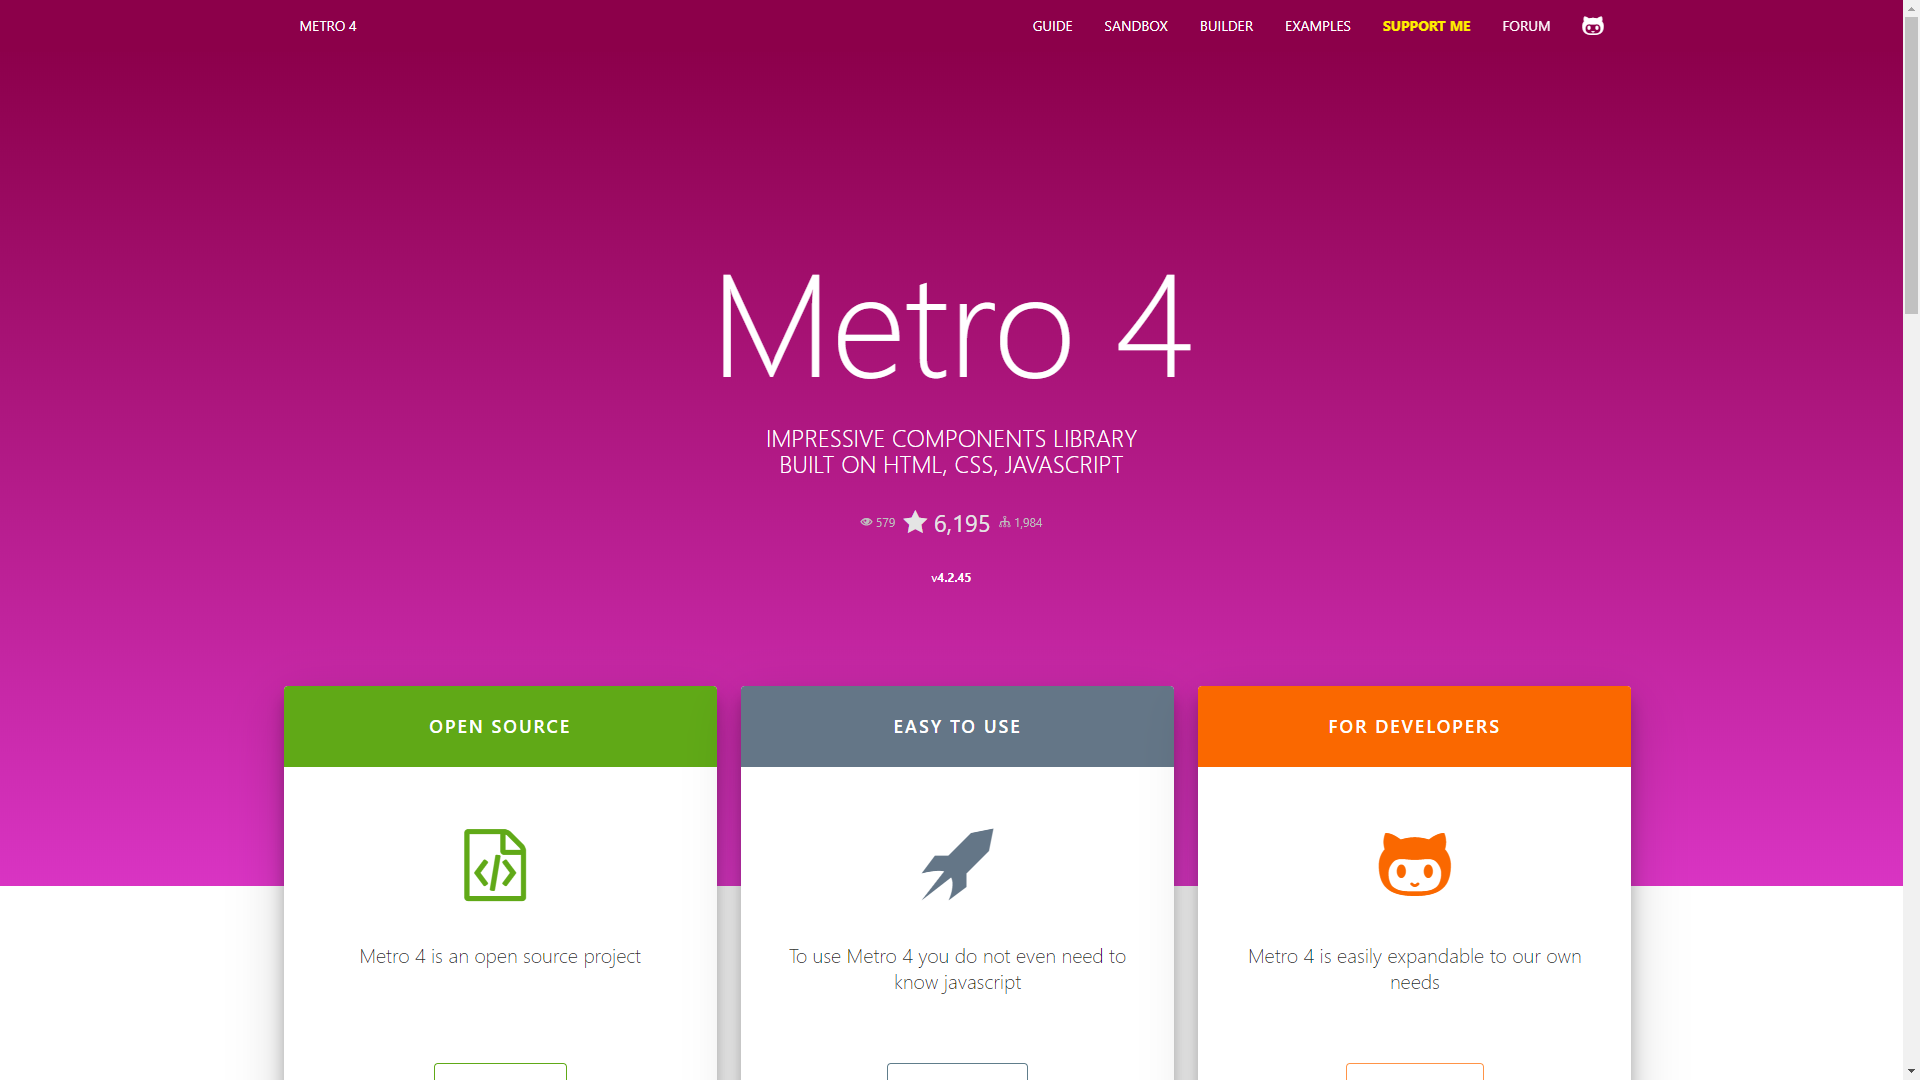 METRO 4
GUIDE
SANDBOX
BUILDER
EXAMPLES
SUPPORT ME
FORUM
Metro 4
IMPRESSIVE COMPONENTS LIBRARY
BUILT ON HTML, CSS, JAVASCRIPT
579 6,195 1,984
v4.2.45
OPEN SOURCE
Metro 4 is an open source project
EASY TO USE
To use Metro 4 you do not even need to
know javascript
FOR DEVELOPERS
Metro 4 is easily expandable to our own
needs